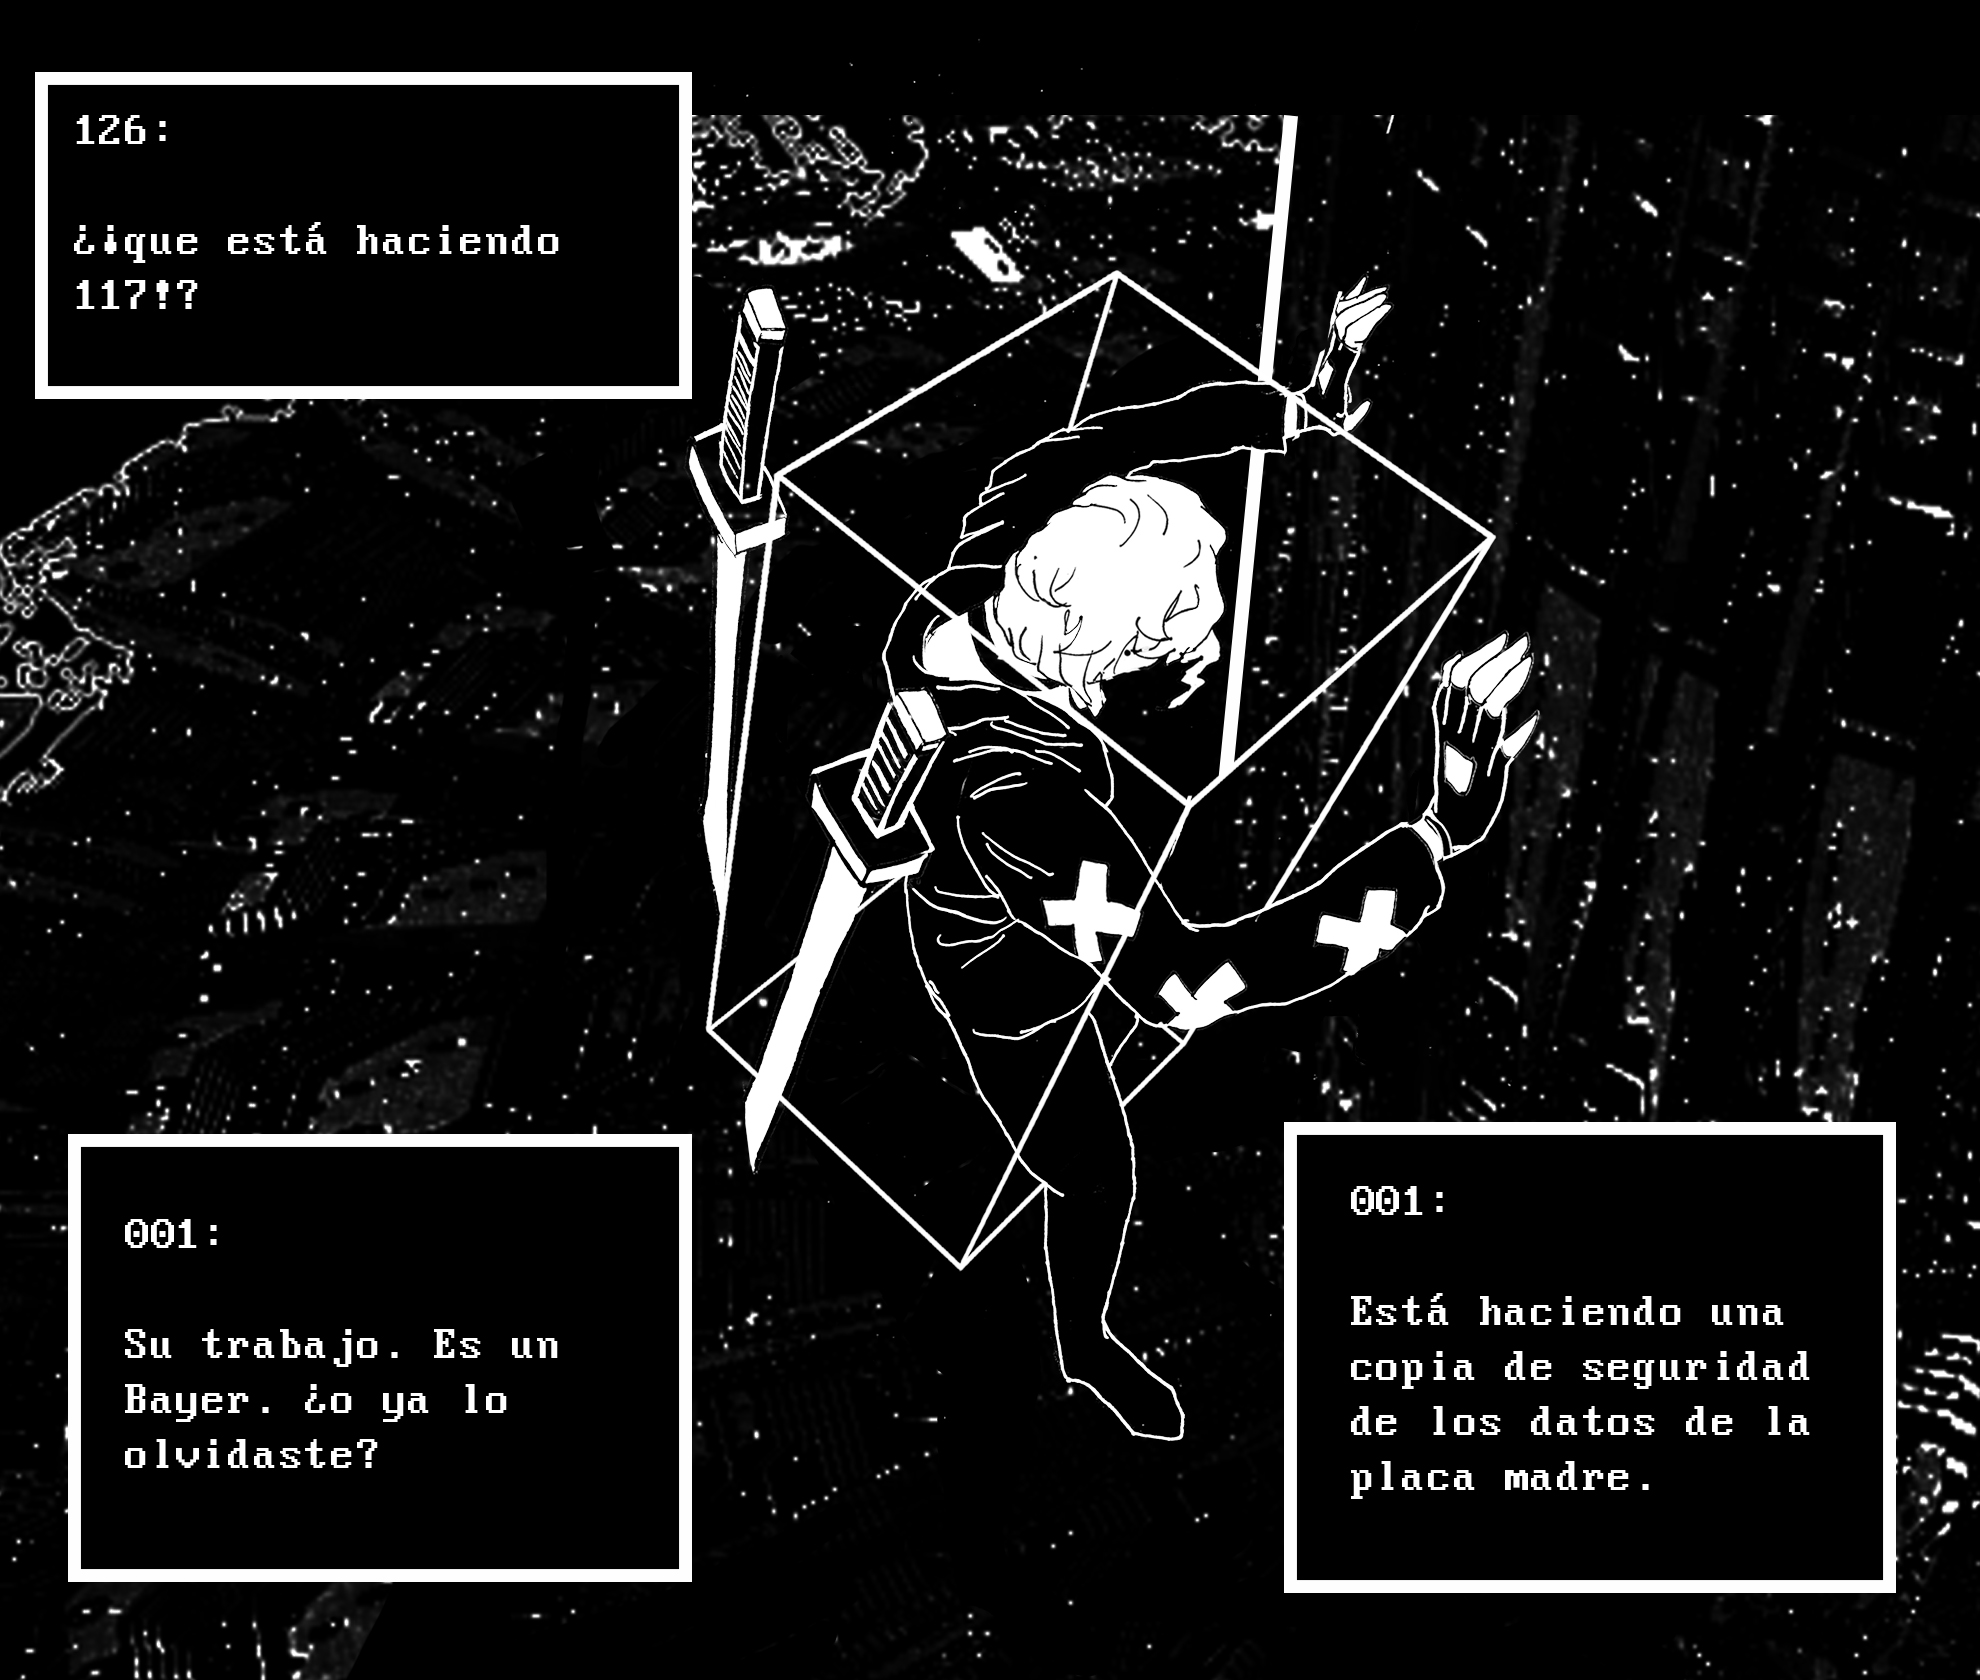 126:
¿¡que está haciendo
117!?
001:
Su trabajo. Es un
Bayer. ¿o ya lo
olvidaste?
001:
Está haciendo una
copia de seguridad
de los datos de la
placa madre.